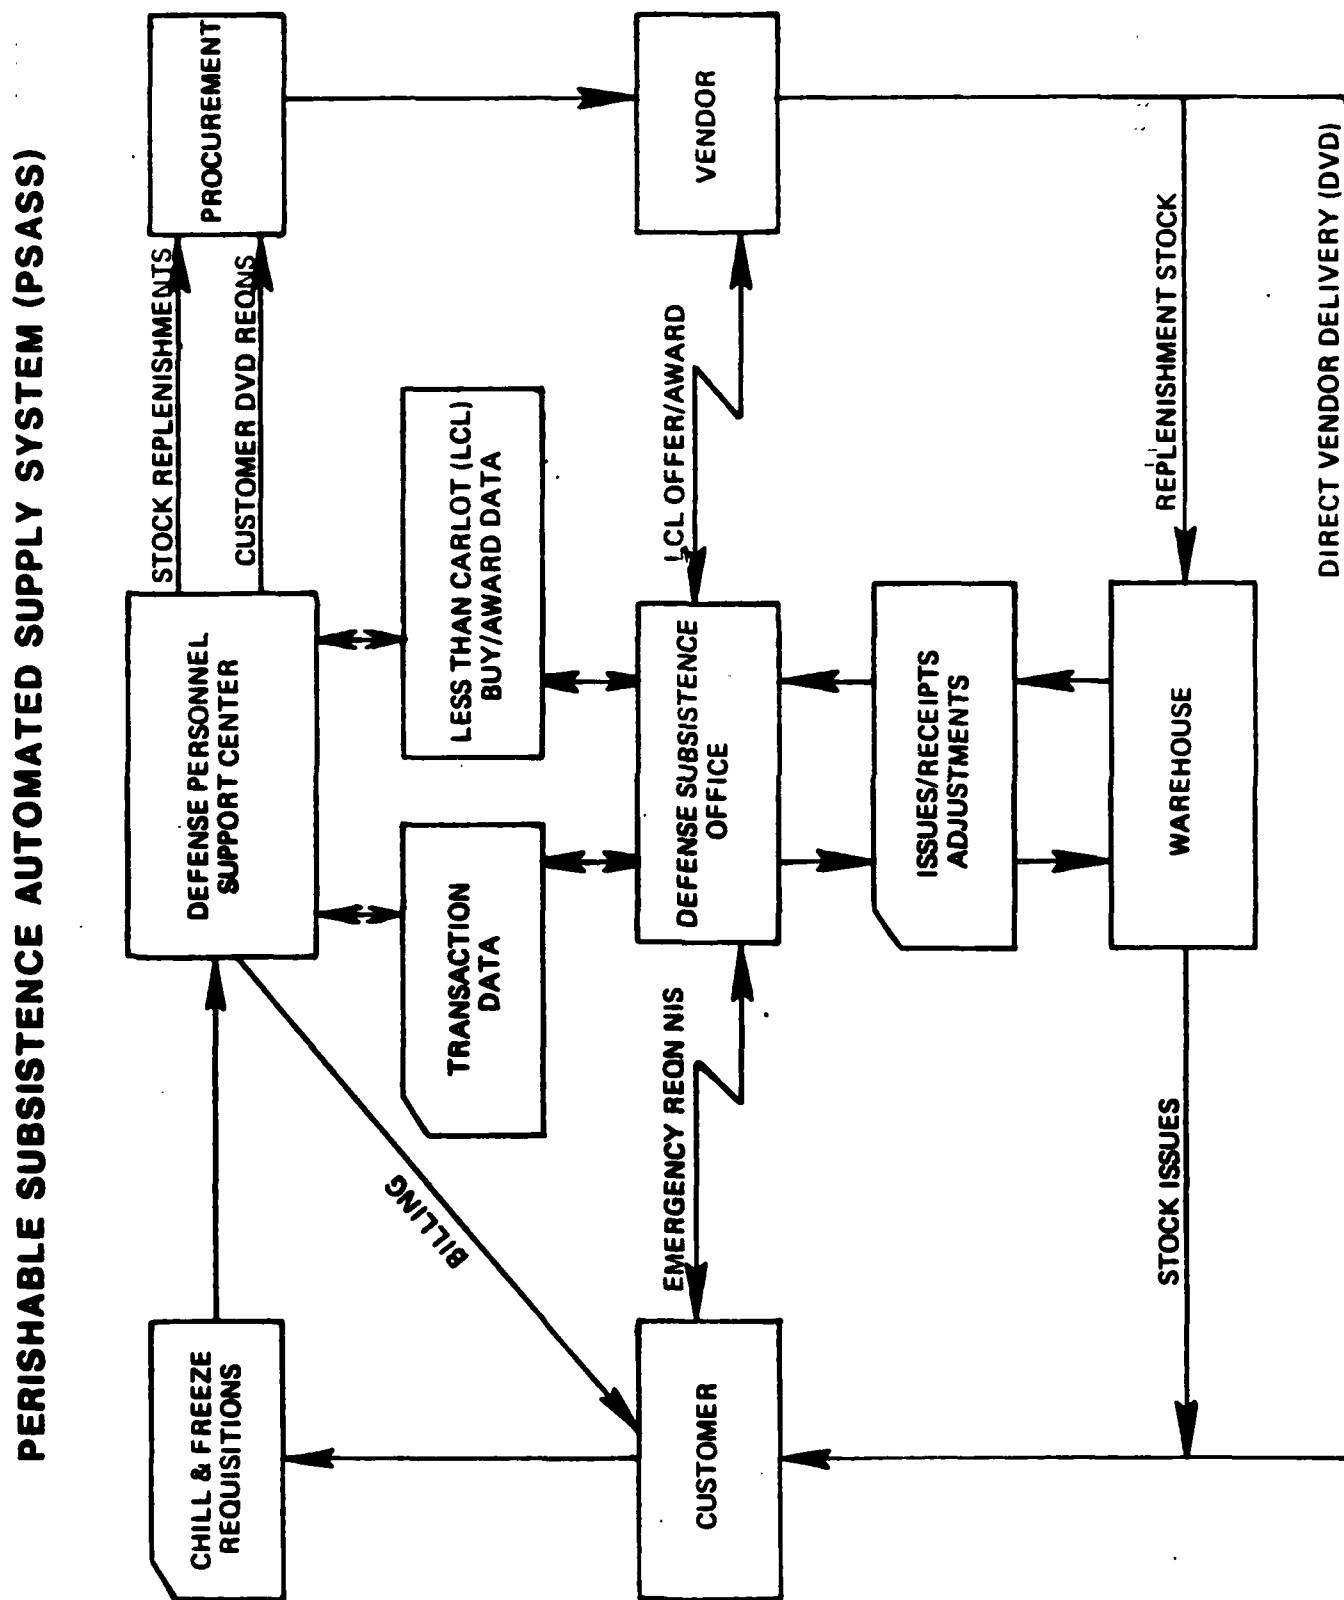 PERISHABLE SUBSISTENCE AUTOMATED SUPPLY SYSTEM (PSASS)
CHILL & FREEZE
REQUISITIONS
DEFENSE PERSONNEL
SUPPORT CENTER
STOCK REPLENISHMENTS
CUSTOMER DVD REQNS
PROCUREMENT
BILLING
TRANSACTION
DATA
LESS THAN CARLOT (LCL)
BUY/AWARD DATA
CUSTOMER
EMERGENCY REQN NIS
DEFENSE SUBSISTENCE
OFFICE
LCL OFFER/AWARD
VENDOR
ISSUES/RECEIPTS
ADJUSTMENTS
STOCK ISSUES
WAREHOUSE
REPLENISHMENT STOCK
DIRECT VENDOR DELIVERY (DVD)